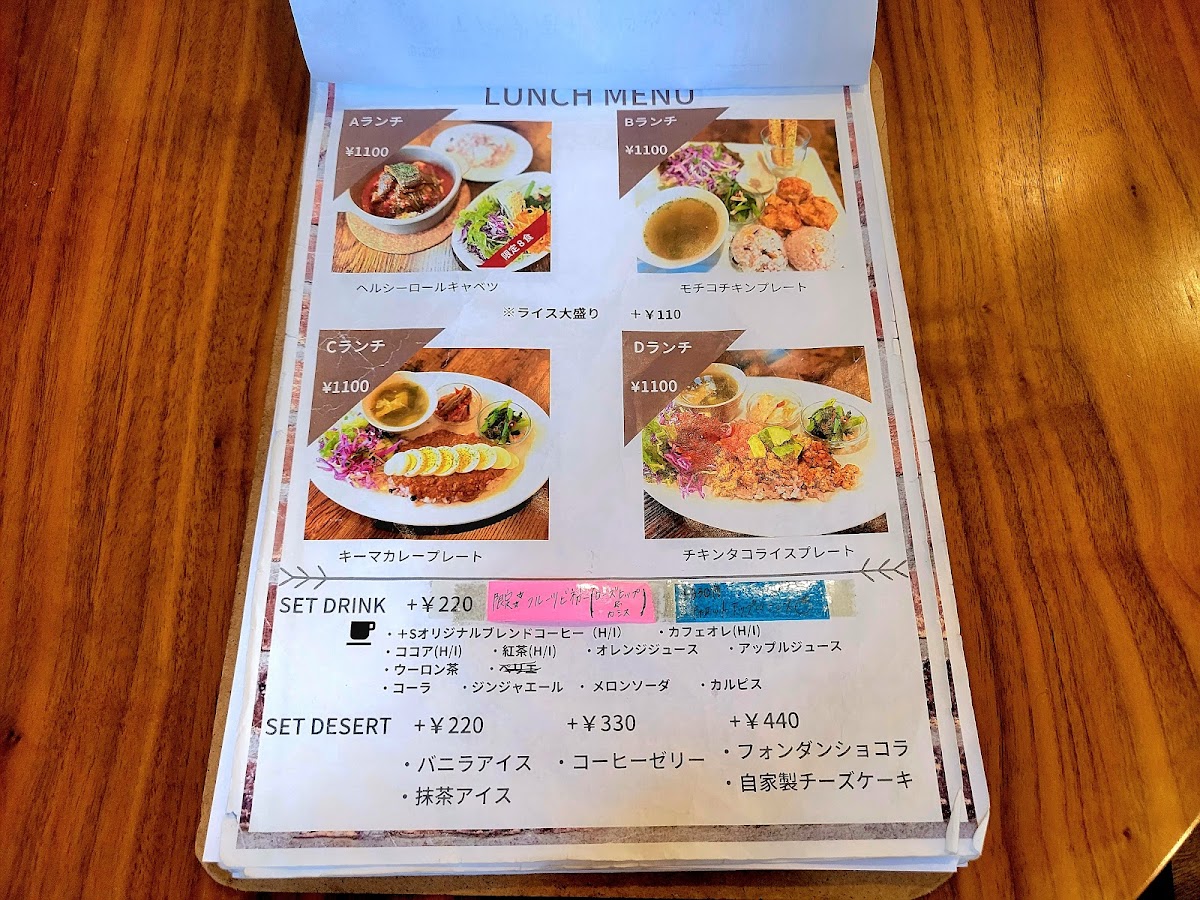 LUNCH MENU
Aランチ
¥1100
限定8食
ヘルシーロールキャベツ
Bランチ
¥1100
モチコチキンプレート
※ライス大盛り +￥110
Cランチ
¥1100
キーマカレープレート
Dランチ
¥1100
チキンタコライスプレート
SET DRINK +￥220
・+Sオリジナルブレンドコーヒー（H/I） ・カフェオレ(H/I)
・ココア(H/I) ・紅茶(H/I) ・オレンジジュース ・アップルジュース
・ウーロン茶
・コーラ ・ジンジャエール ・メロンソーダ ・カルピス
SET DESERT +￥220 +￥330 +￥440
・バニラアイス ・コーヒーゼリー ・フォンダンショコラ
・抹茶アイス ・自家製チーズケーキ